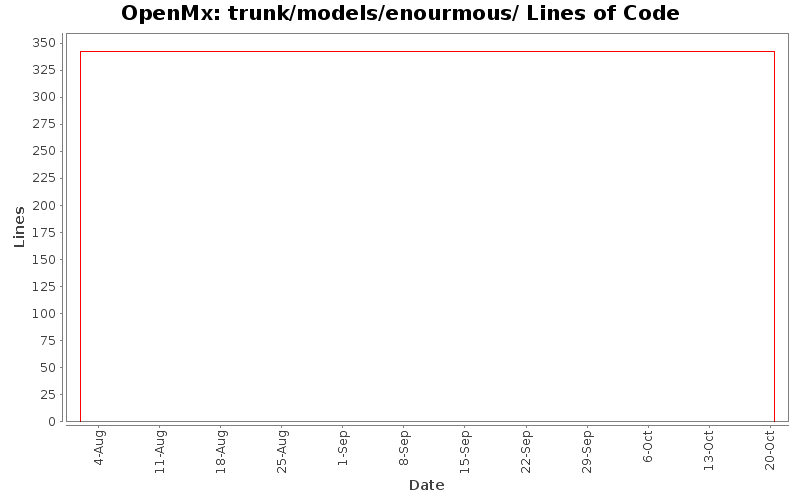 OpenMx: trunk/models/enourmous/ Lines of Code
350
325
300
275
250
225
200
175
150
125
100
75
50
25
0
Lines
4-Aug
11-Aug
18-Aug
25-Aug
1-Sep
8-Sep
15-Sep
22-Sep
29-Sep
6-Oct
13-Oct
20-Oct
Date